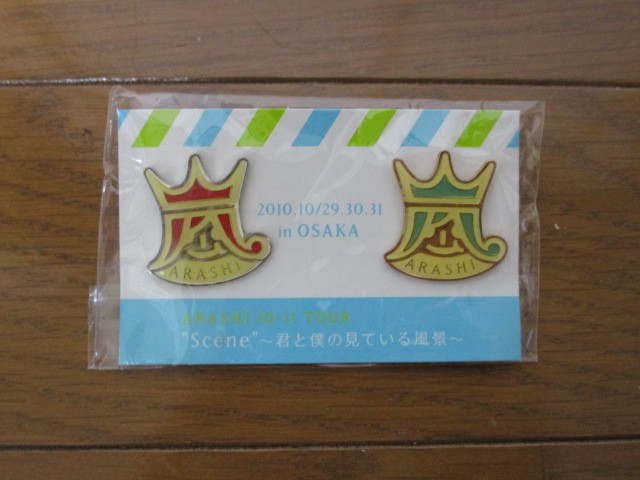 2010.10/29.30.31
in OSAKA
ARASHI
ARASHI
ARASHI 10-11 TOUR
"Scene"～君と僕の見ている風景～